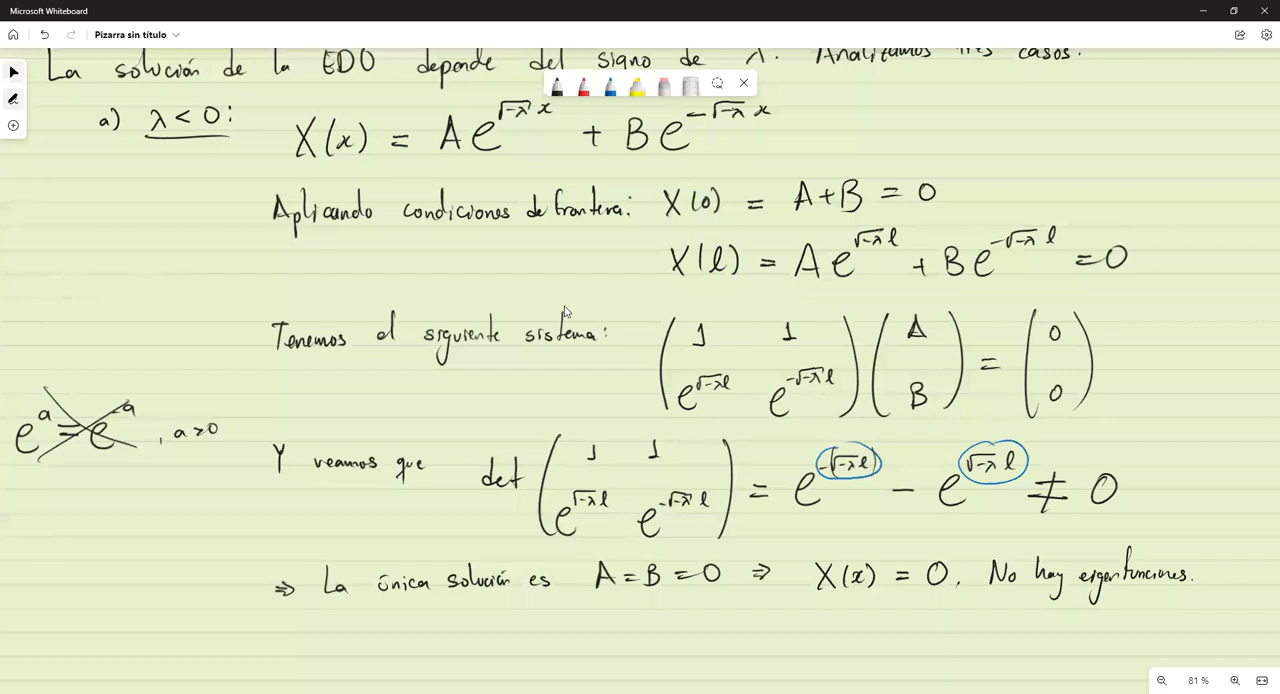 Microsoft Whiteboard
Pizarra sin título
La solución de la EDO depende del signo de λ. Analizamos tres casos.
a) λ < 0: X(x) = A e^{√-λ x} + B e^{-√-λ x}
Aplicando condiciones de frontera: X(0) = A+B = 0
X(l) = A e^{√-λ l} + B e^{-√-λ l} = 0
Tenemos el siguiente sistema: (1 1; e^{√-λ l} e^{-√-λ l}) (A; B) = (0; 0)
e^a = e^{-a}, a>0
Y veamos que det (1 1; e^{√-λ l} e^{-√-λ l}) = e^{-√-λ l} - e^{√-λ l} ≠ 0
⇒ La única solución es A = B = 0 ⇒ X(x) = 0. No hay eigenfunciones.
81 %